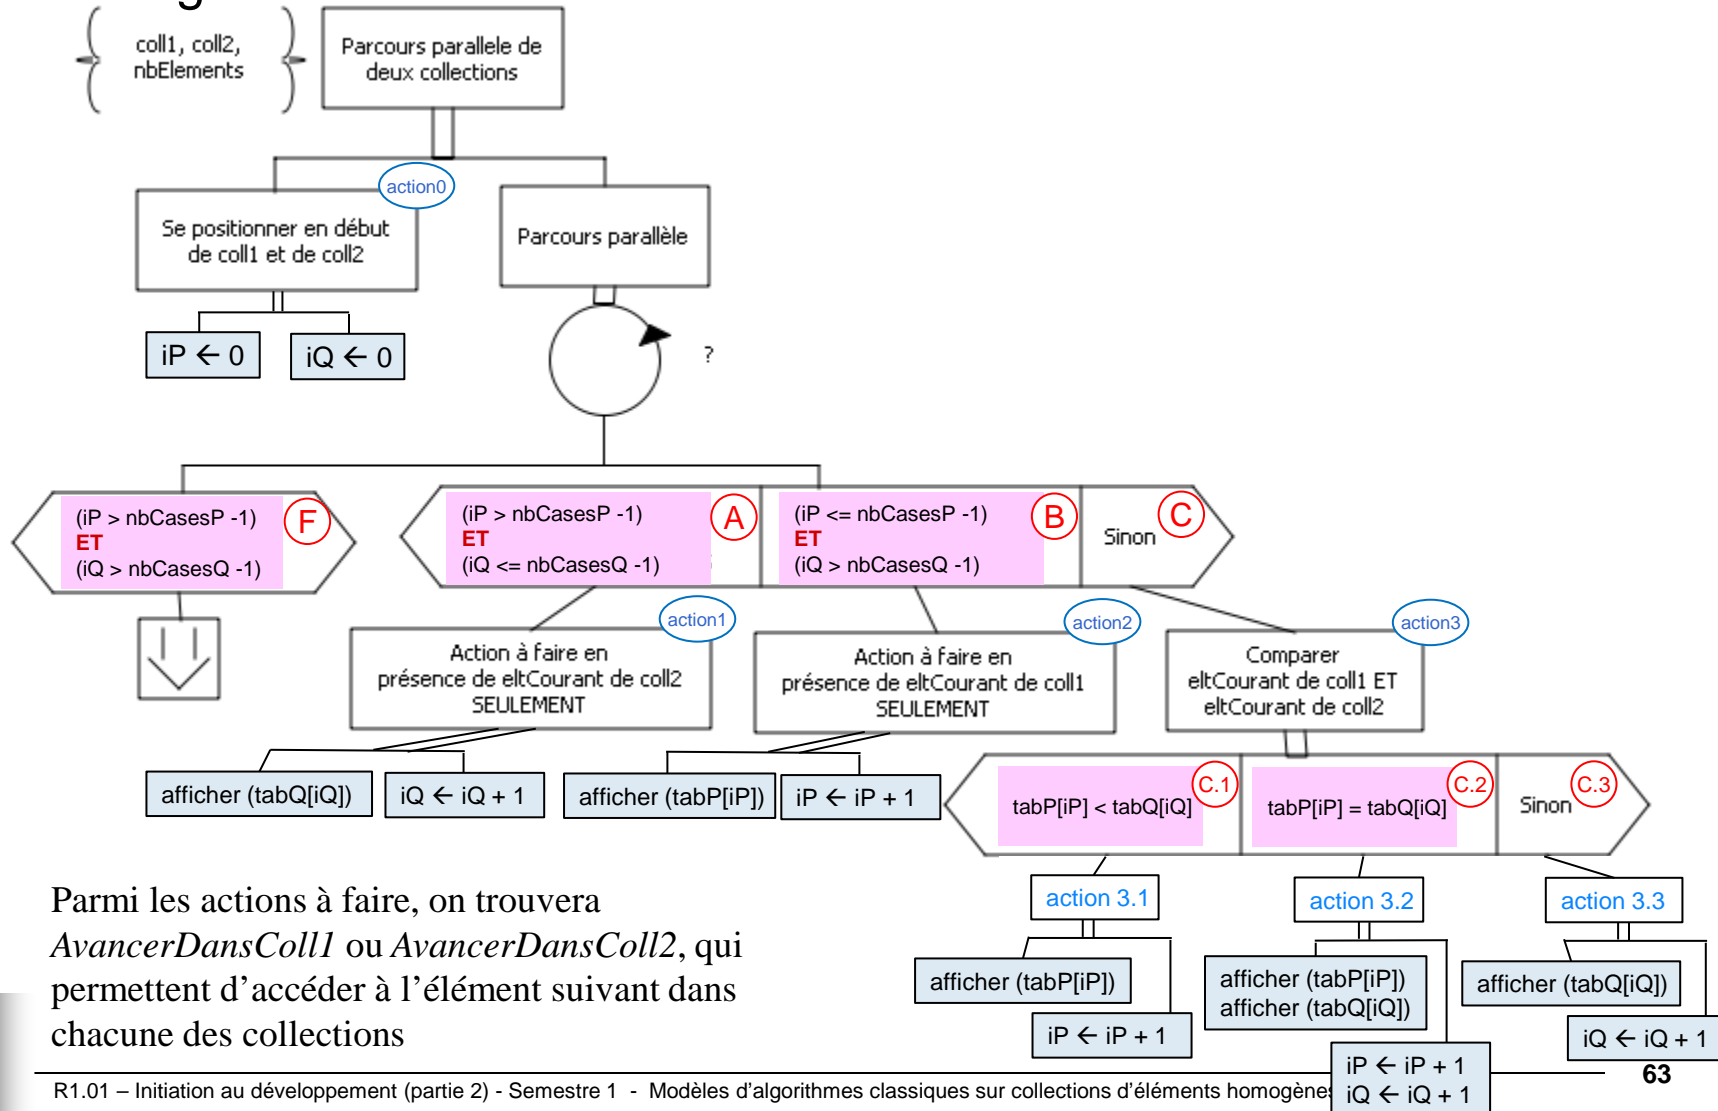 coll1, coll2,
nbElements
Parcours parallele de
deux collections
action0
Se positionner en début
de coll1 et de coll2
Parcours parallèle
iP ← 0
iQ ← 0
?
(iP > nbCasesP -1)
ET
(iQ > nbCasesQ -1)
F
(iP > nbCasesP -1)
ET
(iQ <= nbCasesQ -1)
A
(iP <= nbCasesP -1)
ET
(iQ > nbCasesQ -1)
B
Sinon
C
action1
Action à faire en
présence de eltCourant de coll2
SEULEMENT
action2
Action à faire en
présence de eltCourant de coll1
SEULEMENT
action3
Comparer
eltCourant de coll1 ET
eltCourant de coll2
afficher (tabQ[iQ])
iQ ← iQ + 1
afficher (tabP[iP])
iP ← iP + 1
tabP[iP] < tabQ[iQ]
C.1
tabP[iP] = tabQ[iQ]
C.2
Sinon
C.3
action 3.1
action 3.2
action 3.3
afficher (tabP[iP])
iP ← iP + 1
afficher (tabP[iP])
afficher (tabQ[iQ])
iP ← iP + 1
iQ ← iQ + 1
afficher (tabQ[iQ])
iQ ← iQ + 1
Parmi les actions à faire, on trouvera
AvancerDansColl1 ou AvancerDansColl2, qui
permettent d’accéder à l’élément suivant dans
chacune des collections
R1.01 – Initiation au développement (partie 2) - Semestre 1 - Modèles d’algorithmes classiques sur collections d’éléments homogènes
63